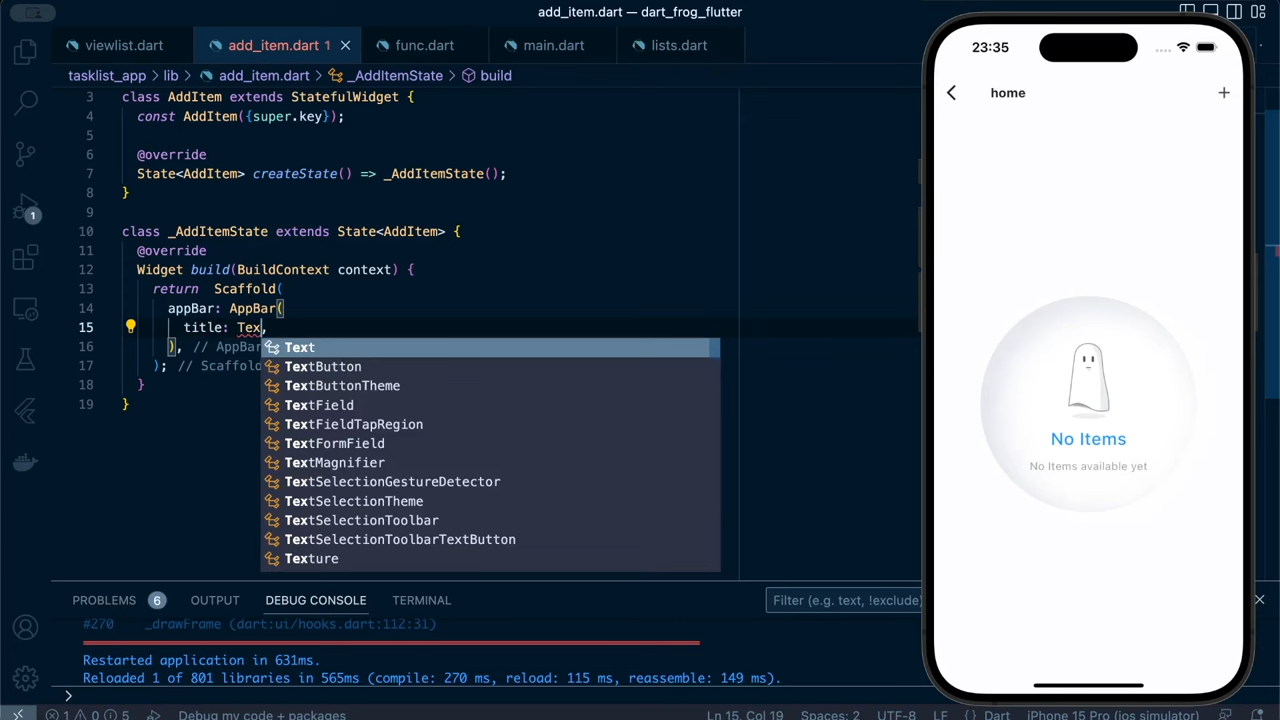 add_item.dart — dart_frog_flutter
viewlist.dart
add_item.dart 1
func.dart
main.dart
lists.dart
tasklist_app > lib > add_item.dart > _AddItemState > build
3 class AddItem extends StatefulWidget {
4 const AddItem({super.key});
5
6 @override
7 State<AddItem> createState() => _AddItemState();
8 }
9
10 class _AddItemState extends State<AddItem> {
11 @override
12 Widget build(BuildContext context) {
13 return Scaffold(
14 appBar: AppBar(
15 title: Tex,
16 ), // AppBar
17 ); // Scaffold
18 }
19 }
Text
TextButton
TextButtonTheme
TextField
TextFieldTapRegion
TextFormField
TextMagnifier
TextSelectionGestureDetector
TextSelectionTheme
TextSelectionToolbar
TextSelectionToolbarTextButton
Texture
1
PROBLEMS 6 OUTPUT DEBUG CONSOLE TERMINAL
Filter (e.g. text, !exclude)
#270 _drawFrame (dart:ui/hooks.dart:112:31)
Restarted application in 631ms.
Reloaded 1 of 801 libraries in 565ms (compile: 270 ms, reload: 115 ms, reassemble: 149 ms).
>
1 0 5 Debug my code + packages
Ln 15, Col 19 Spaces: 2 UTF-8 LF {} Dart iPhone 15 Pro (ios simulator)
23:35
home
No Items
No Items available yet